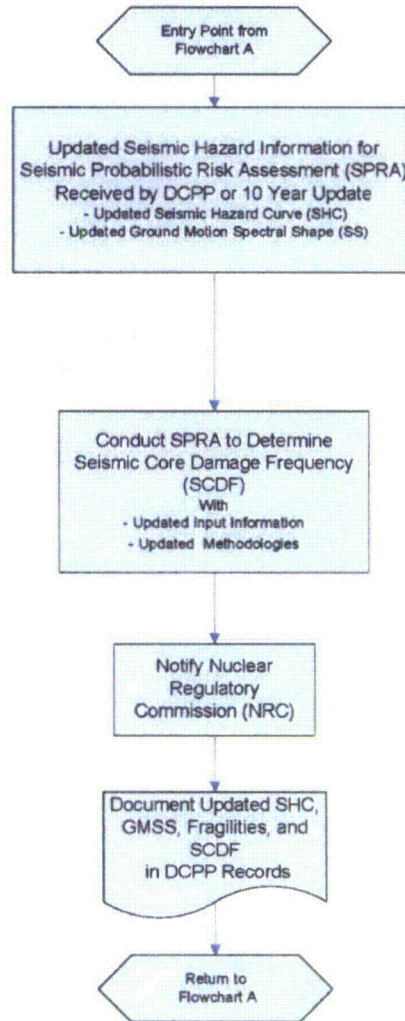 Entry Point from
Flowchart A
Updated Seismic Hazard Information for
Seismic Probabilistic Risk Assessment (SPRA)
Received by DCPP or 10 Year Update
- Updated Seismic Hazard Curve (SHC)
- Updated Ground Motion Spectral Shape (SS)
Conduct SPRA to Determine
Seismic Core Damage Frequency
(SCDF)
With
- Updated Input Information
- Updated Methodologies
Notify Nuclear
Regulatory
Commission (NRC)
Document Updated SHC,
GMSS, Fragilities, and
SCDF
in DCPP Records
Return to
Flowchart A